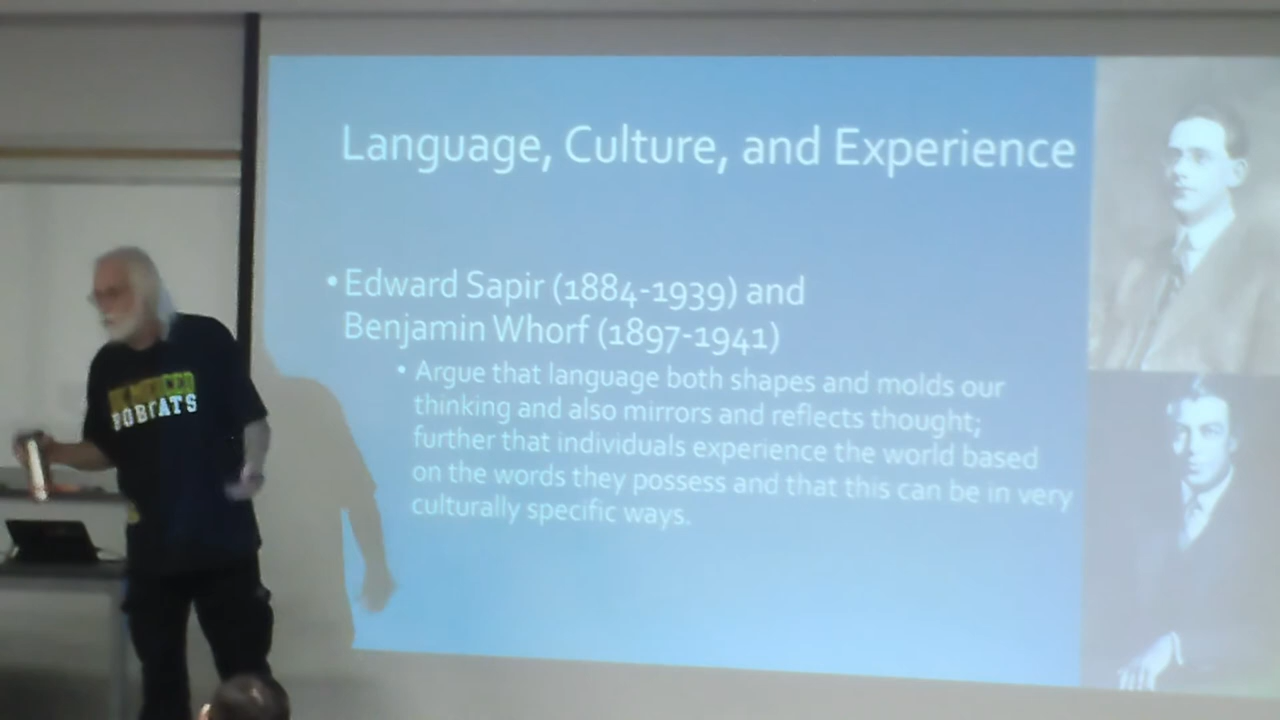 Language, Culture, and Experience
• Edward Sapir (1884-1939) and
Benjamin Whorf (1897-1941)
• Argue that language both shapes and molds our
thinking and also mirrors and reflects thought;
further that individuals experience the world based
on the words they possess and that this can be in very
culturally specific ways.
UC MERCED
BOBCATS